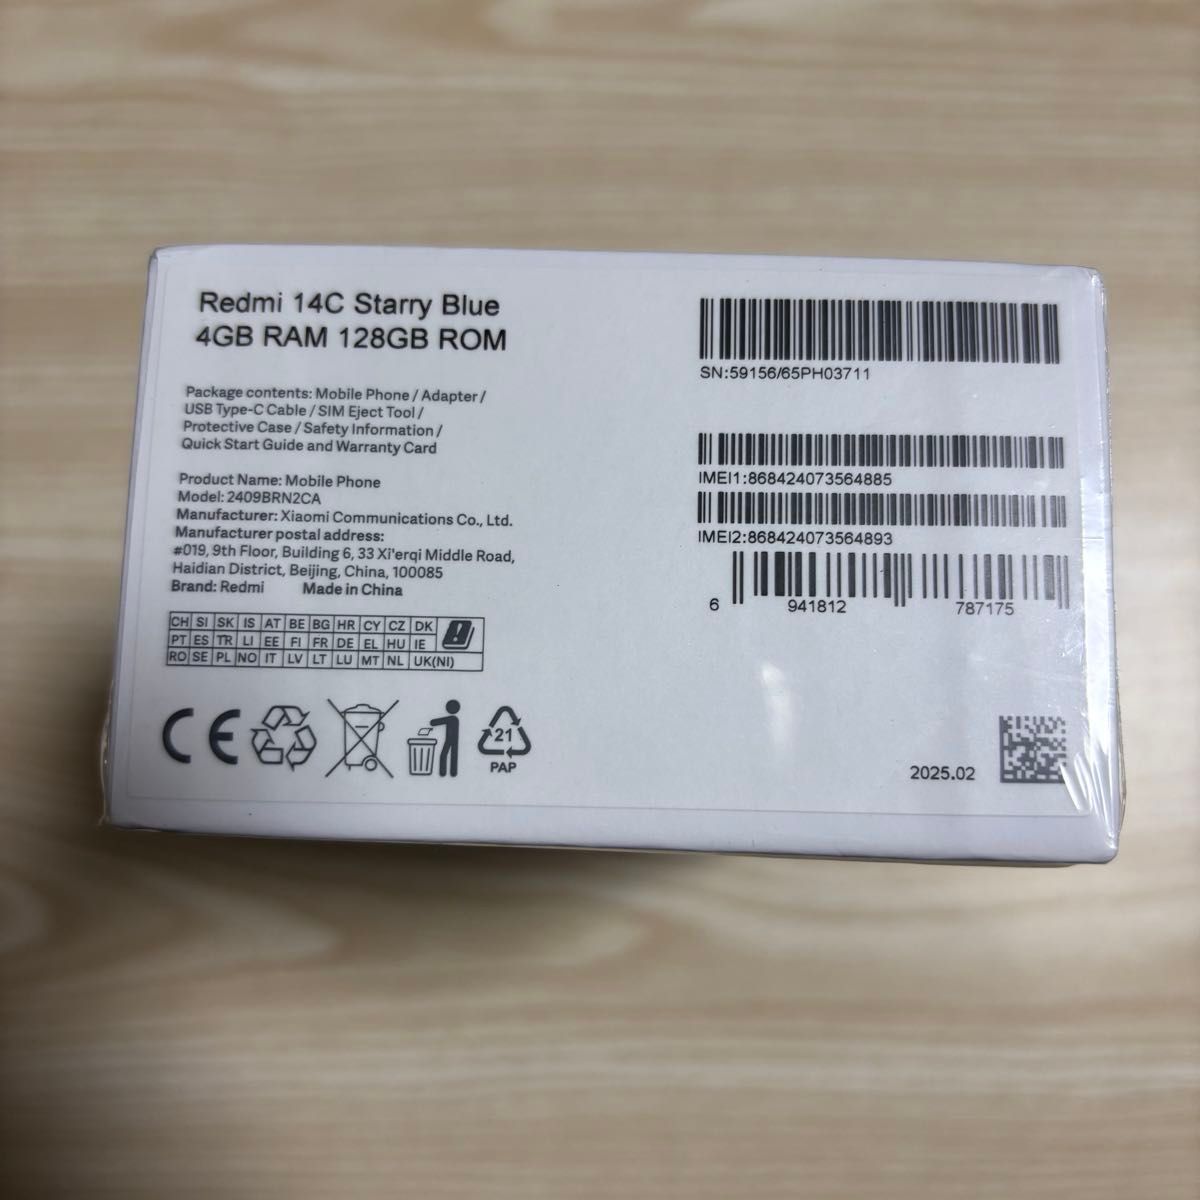 Redmi 14C Starry Blue
4GB RAM 128GB ROM
Package contents: Mobile Phone / Adapter /
USB Type-C Cable / SIM Eject Tool /
Protective Case / Safety Information /
Quick Start Guide and Warranty Card
Product Name: Mobile Phone
Model: 2409BRN2CA
Manufacturer: Xiaomi Communications Co., Ltd.
Manufacturer postal address:
#019, 9th Floor, Building 6, 33 Xi'erqi Middle Road,
Haidian District, Beijing, China, 100085
Brand: Redmi Made in China
CH SI SK IS AT BE BG HR CY CZ DK
PT ES TR LI EE FI FR DE EL HU IE
RO SE PL NO IT LV LT LU MT NL UK(NI)
CE
21
PAP
SN:59156/65PH03711
IMEI1:868424073564885
IMEI2:868424073564893
6 941812 787175
2025.02